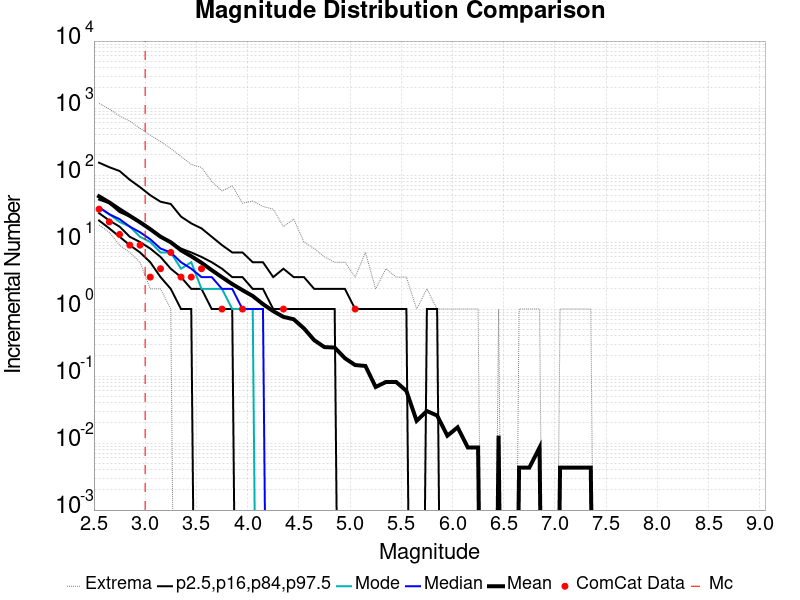 Magnitude Distribution Comparison
10^4
10^3
10^2
10^1
10^0
10^-1
10^-2
10^-3
Incremental Number
2.5 3.0 3.5 4.0 4.5 5.0 5.5 6.0 6.5 7.0 7.5 8.0 8.5 9.0
Magnitude
Extrema p2.5,p16,p84,p97.5 Mode Median Mean ComCat Data Mc